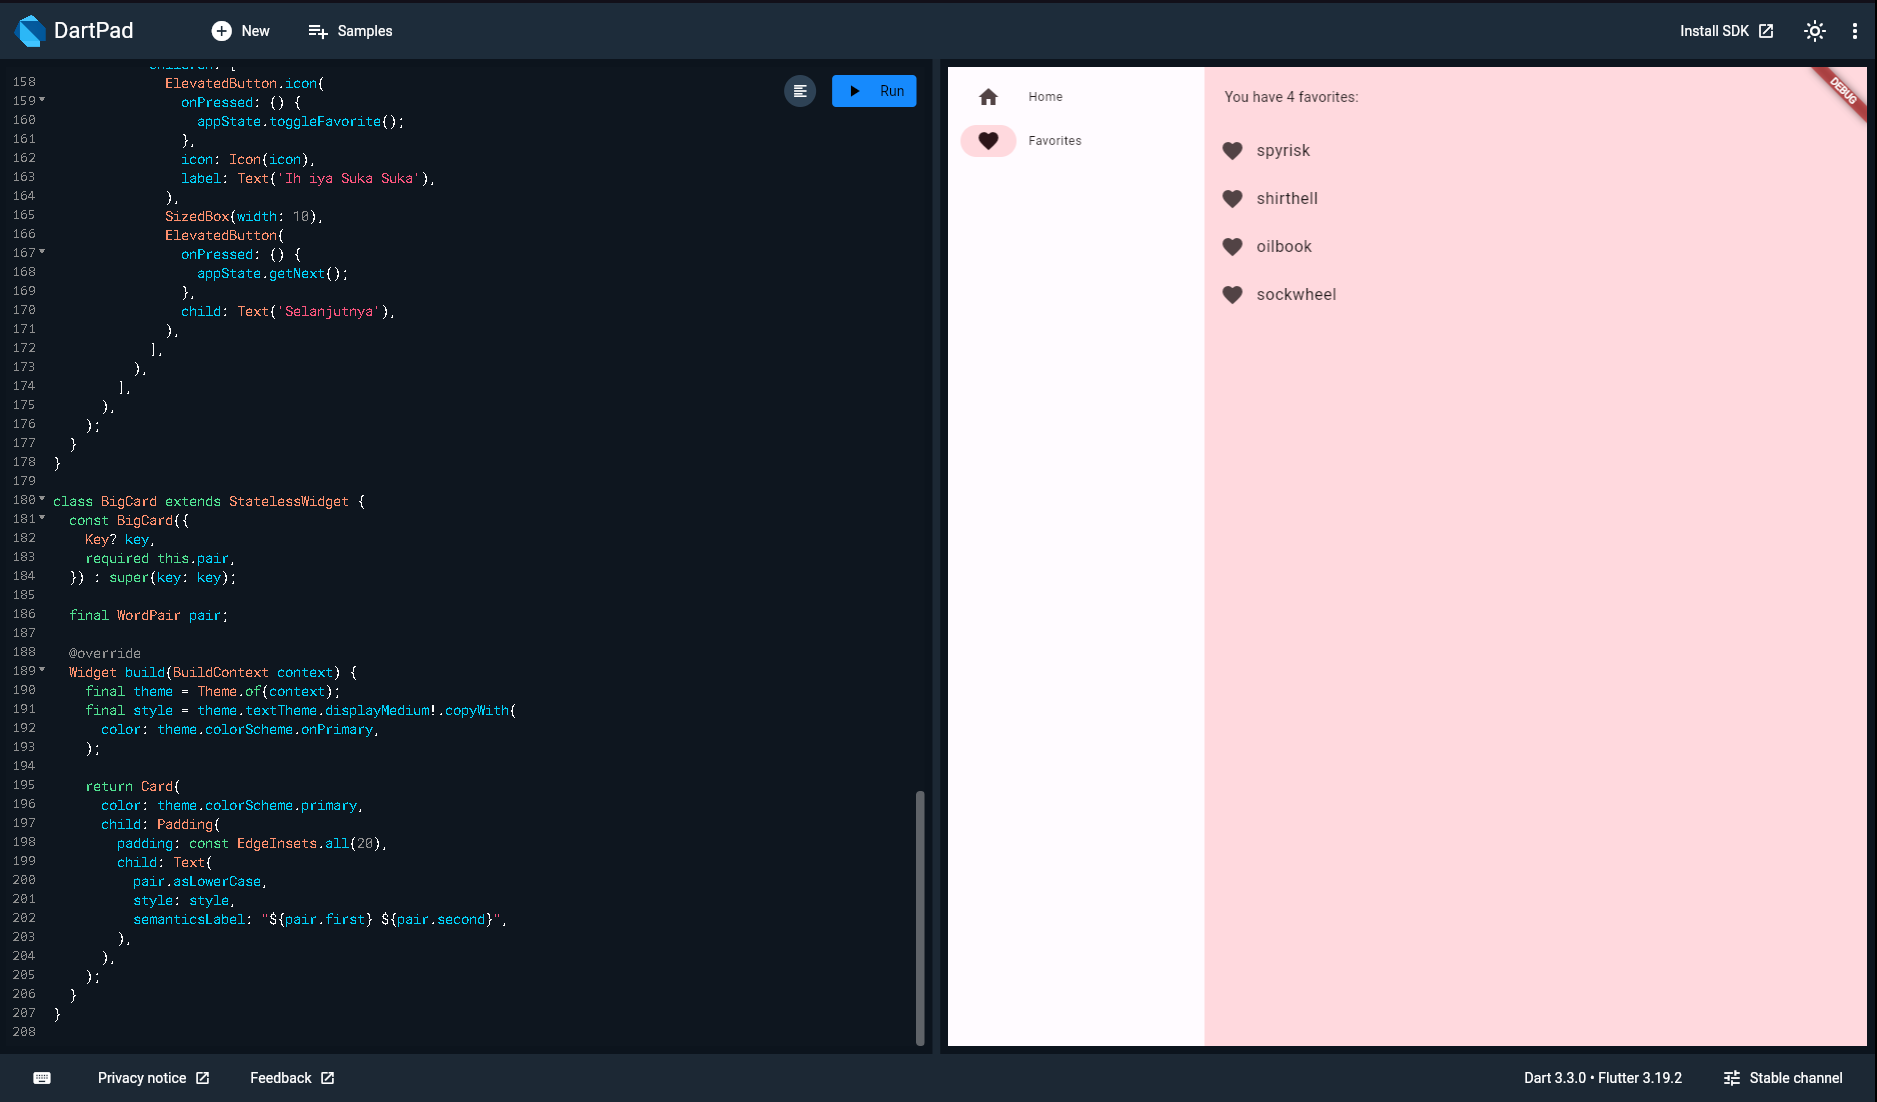 DartPad
New
Samples
Install SDK
children: [
158 ElevatedButton.icon(
159 onPressed: () {
160 appState.toggleFavorite();
161 },
162 icon: Icon(icon),
163 label: Text('Ih iya Suka Suka'),
164 ),
165 SizedBox(width: 10),
166 ElevatedButton(
167 onPressed: () {
168 appState.getNext();
169 },
170 child: Text('Selanjutnya'),
171 ),
172 ],
173 ),
174 ],
175 ),
176 );
177 }
178 }
179
180 class BigCard extends StatelessWidget {
181 const BigCard({
182 Key? key,
183 required this.pair,
184 }) : super(key: key);
185
186 final WordPair pair;
187
188 @override
189 Widget build(BuildContext context) {
190 final theme = Theme.of(context);
191 final style = theme.textTheme.displayMedium!.copyWith(
192 color: theme.colorScheme.onPrimary,
193 );
194
195 return Card(
196 color: theme.colorScheme.primary,
197 child: Padding(
198 padding: const EdgeInsets.all(20),
199 child: Text(
200 pair.asLowerCase,
201 style: style,
202 semanticsLabel: "${pair.first} ${pair.second}",
203 ),
204 ),
205 );
206 }
207 }
208
Run
Home
Favorites
You have 4 favorites:
spyrisk
shirthell
oilbook
sockwheel
DEBUG
Privacy notice
Feedback
Dart 3.3.0 • Flutter 3.19.2
Stable channel